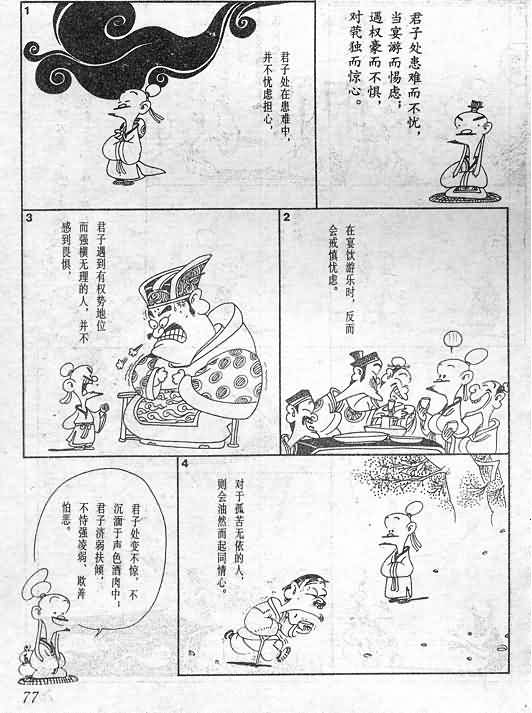 君子处患难而不忧,
当宴游而惕虑;
遇权豪而不惧,
对茕独而惊心。
1
君子处在患难中,
并不忧虑担心,
2
在宴饮游乐时,反而
会戒慎忧虑。
3
君子遇到有权势地位
而强横无理的人,并不
感到畏惧,
4
对于孤苦无依的人,
则会油然而起同情心。
君子处变不惊,不
沉湎于声色酒肉中;
君子济弱扶倾,
不恃强凌弱、欺善
怕恶。
77